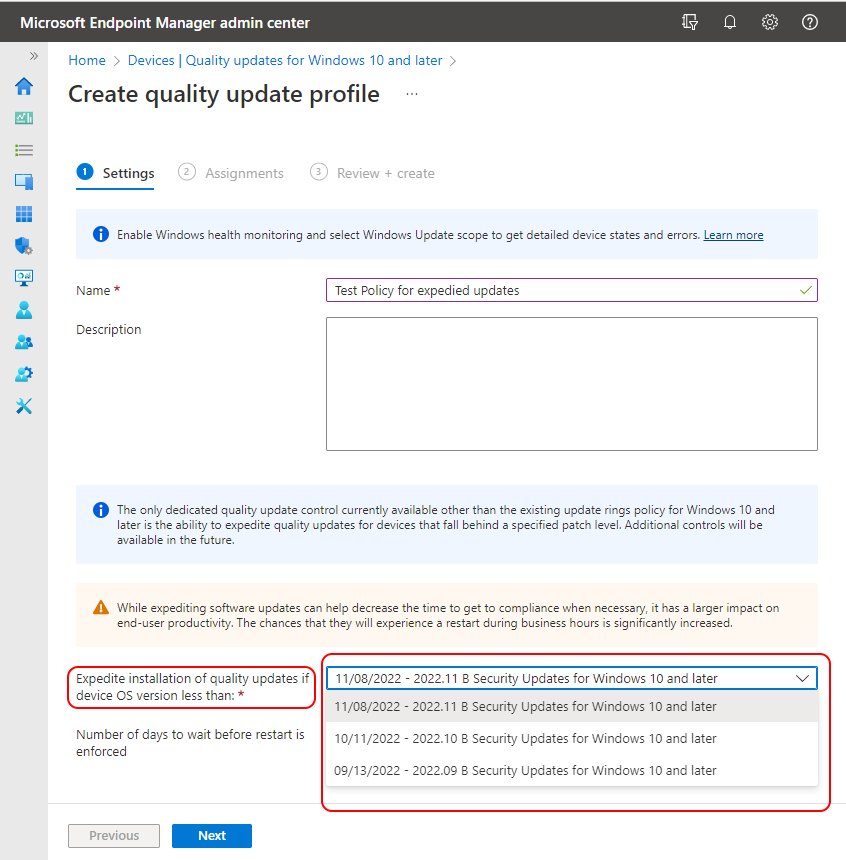 Microsoft Endpoint Manager admin center
Home > Devices | Quality updates for Windows 10 and later >
Create quality update profile ...
1 Settings 2 Assignments 3 Review + create
Enable Windows health monitoring and select Windows Update scope to get detailed device states and errors. Learn more
Name *
Test Policy for expedied updates
Description
The only dedicated quality update control currently available other than the existing update rings policy for Windows 10 and
later is the ability to expedite quality updates for devices that fall behind a specified patch level. Additional controls will be
available in the future.
While expediting software updates can help decrease the time to get to compliance when necessary, it has a larger impact on
end-user productivity. The chances that they will experience a restart during business hours is significantly increased.
Expedite installation of quality updates if
device OS version less than: *
11/08/2022 - 2022.11 B Security Updates for Windows 10 and later
11/08/2022 - 2022.11 B Security Updates for Windows 10 and later
10/11/2022 - 2022.10 B Security Updates for Windows 10 and later
09/13/2022 - 2022.09 B Security Updates for Windows 10 and later
Number of days to wait before restart is
enforced
Previous
Next